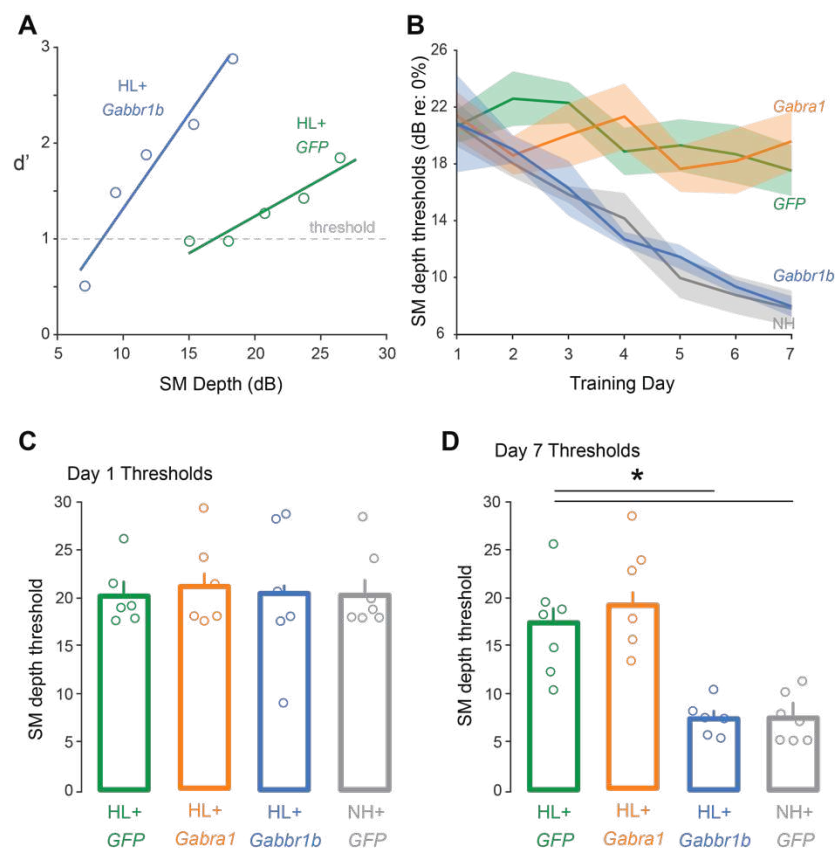 A
3
2
d'
1
0
HL+
Gabbr1b
HL+
GFP
threshold
5
10
15
20
25
30
SM Depth (dB)
B
SM depth thresholds (dB re: 0%)
26
22
18
14
10
6
Gabra1
GFP
Gabbr1b
NH
1
2
3
4
5
6
7
Training Day
C
Day 1 Thresholds
SM depth threshold
30
25
20
15
10
5
0
HL+
GFP
HL+
Gabra1
HL+
Gabbr1b
NH+
GFP
D
Day 7 Thresholds
*
SM depth threshold
30
25
20
15
10
5
0
HL+
GFP
HL+
Gabra1
HL+
Gabbr1b
NH+
GFP